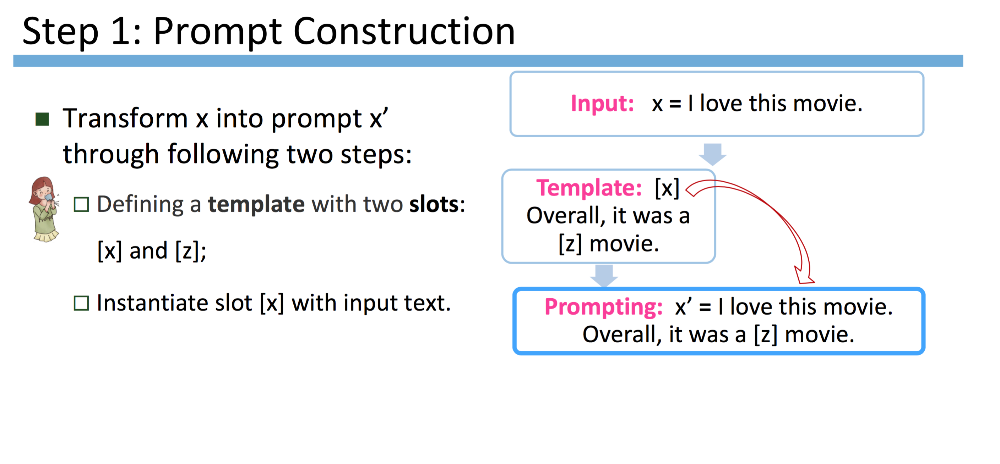 Step 1: Prompt Construction
■ Transform x into prompt x’
through following two steps:
□ Defining a template with two slots:
[x] and [z];
□ Instantiate slot [x] with input text.
Prompt
Input: x = I love this movie.
Template: [x]
Overall, it was a
[z] movie.
Prompting: x’ = I love this movie.
Overall, it was a [z] movie.